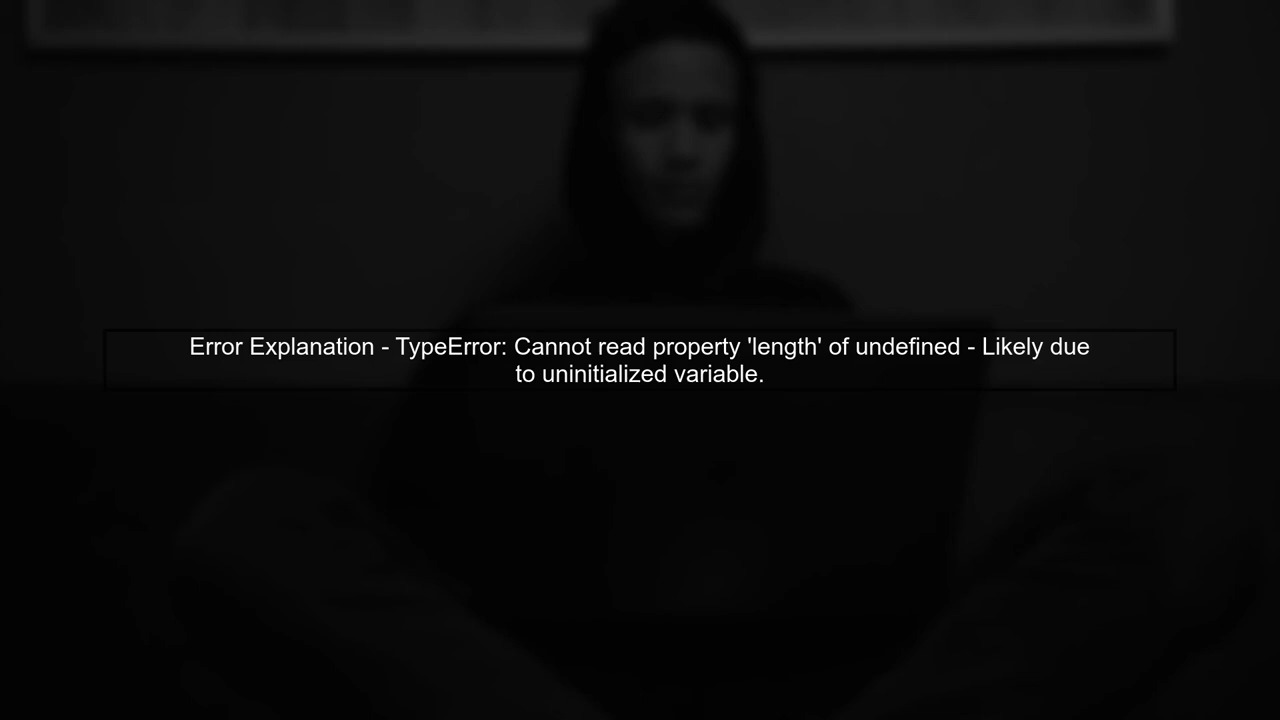 Error Explanation - TypeError: Cannot read property 'length' of undefined - Likely due
to uninitialized variable.